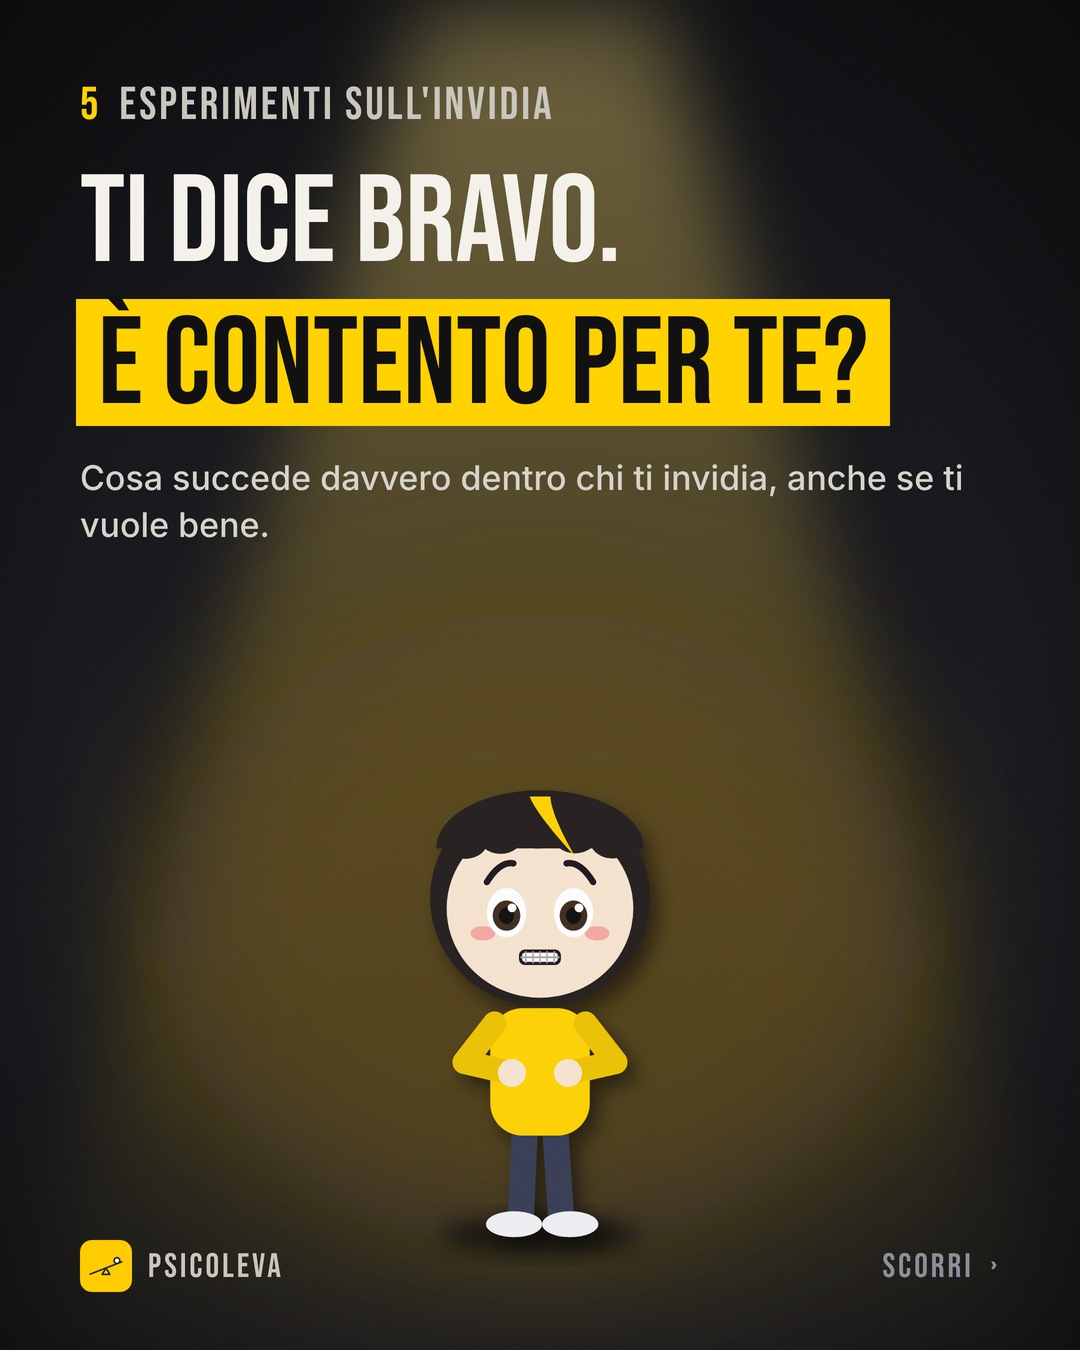 5 ESPERIMENTI SULL'INVIDIA
TI DICE BRAVO.
È CONTENTO PER TE?
Cosa succede davvero dentro chi ti invidia, anche se ti
vuole bene.
PSICOLEVA
SCORRI ›